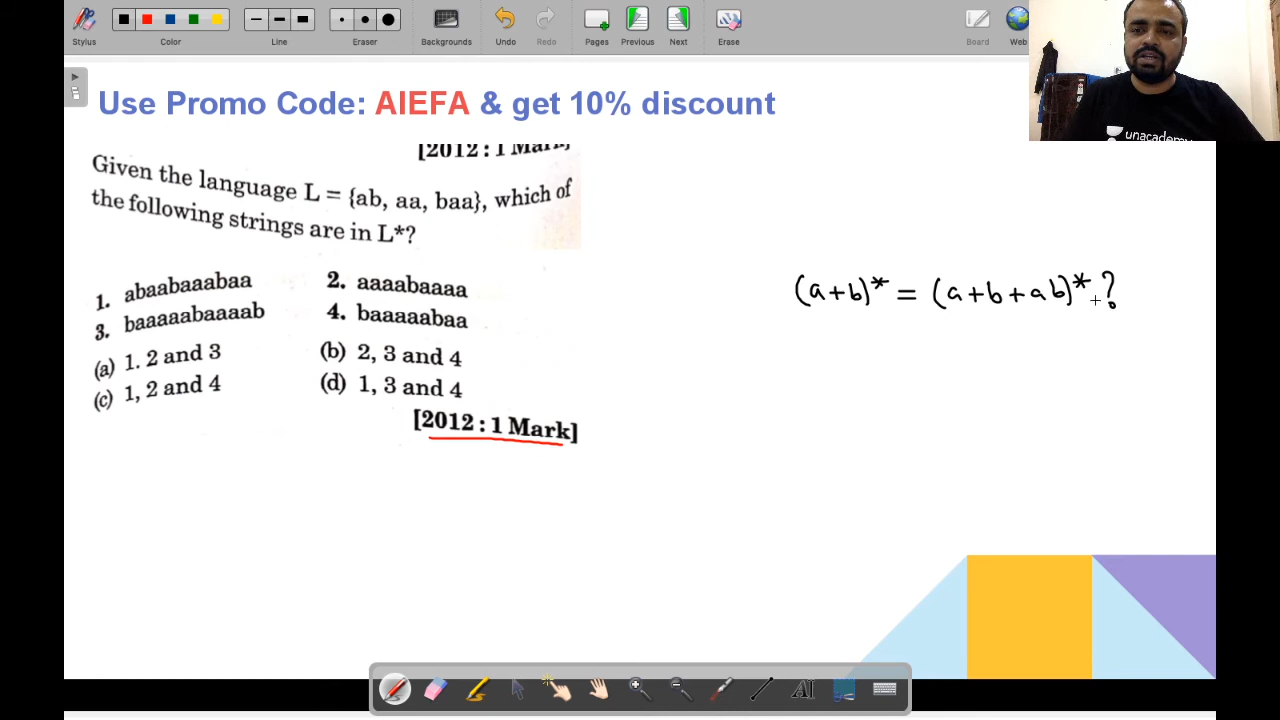 Stylus Color Line Eraser Backgrounds Undo Redo Pages Previous Next Erase Board Web
Use Promo Code: AIEFA & get 10% discount
[2012 : 1 Mark]
Given the language L = {ab, aa, baa}, which of
the following strings are in L*?
1. abaabaaabaa 2. aaaabaaaa
3. baaaaabaaaab 4. baaaaabaa
(a) 1. 2 and 3 (b) 2, 3 and 4
(c) 1, 2 and 4 (d) 1, 3 and 4
[2012 : 1 Mark]
(a+b)* = (a+b+ab)* ?
unacademy